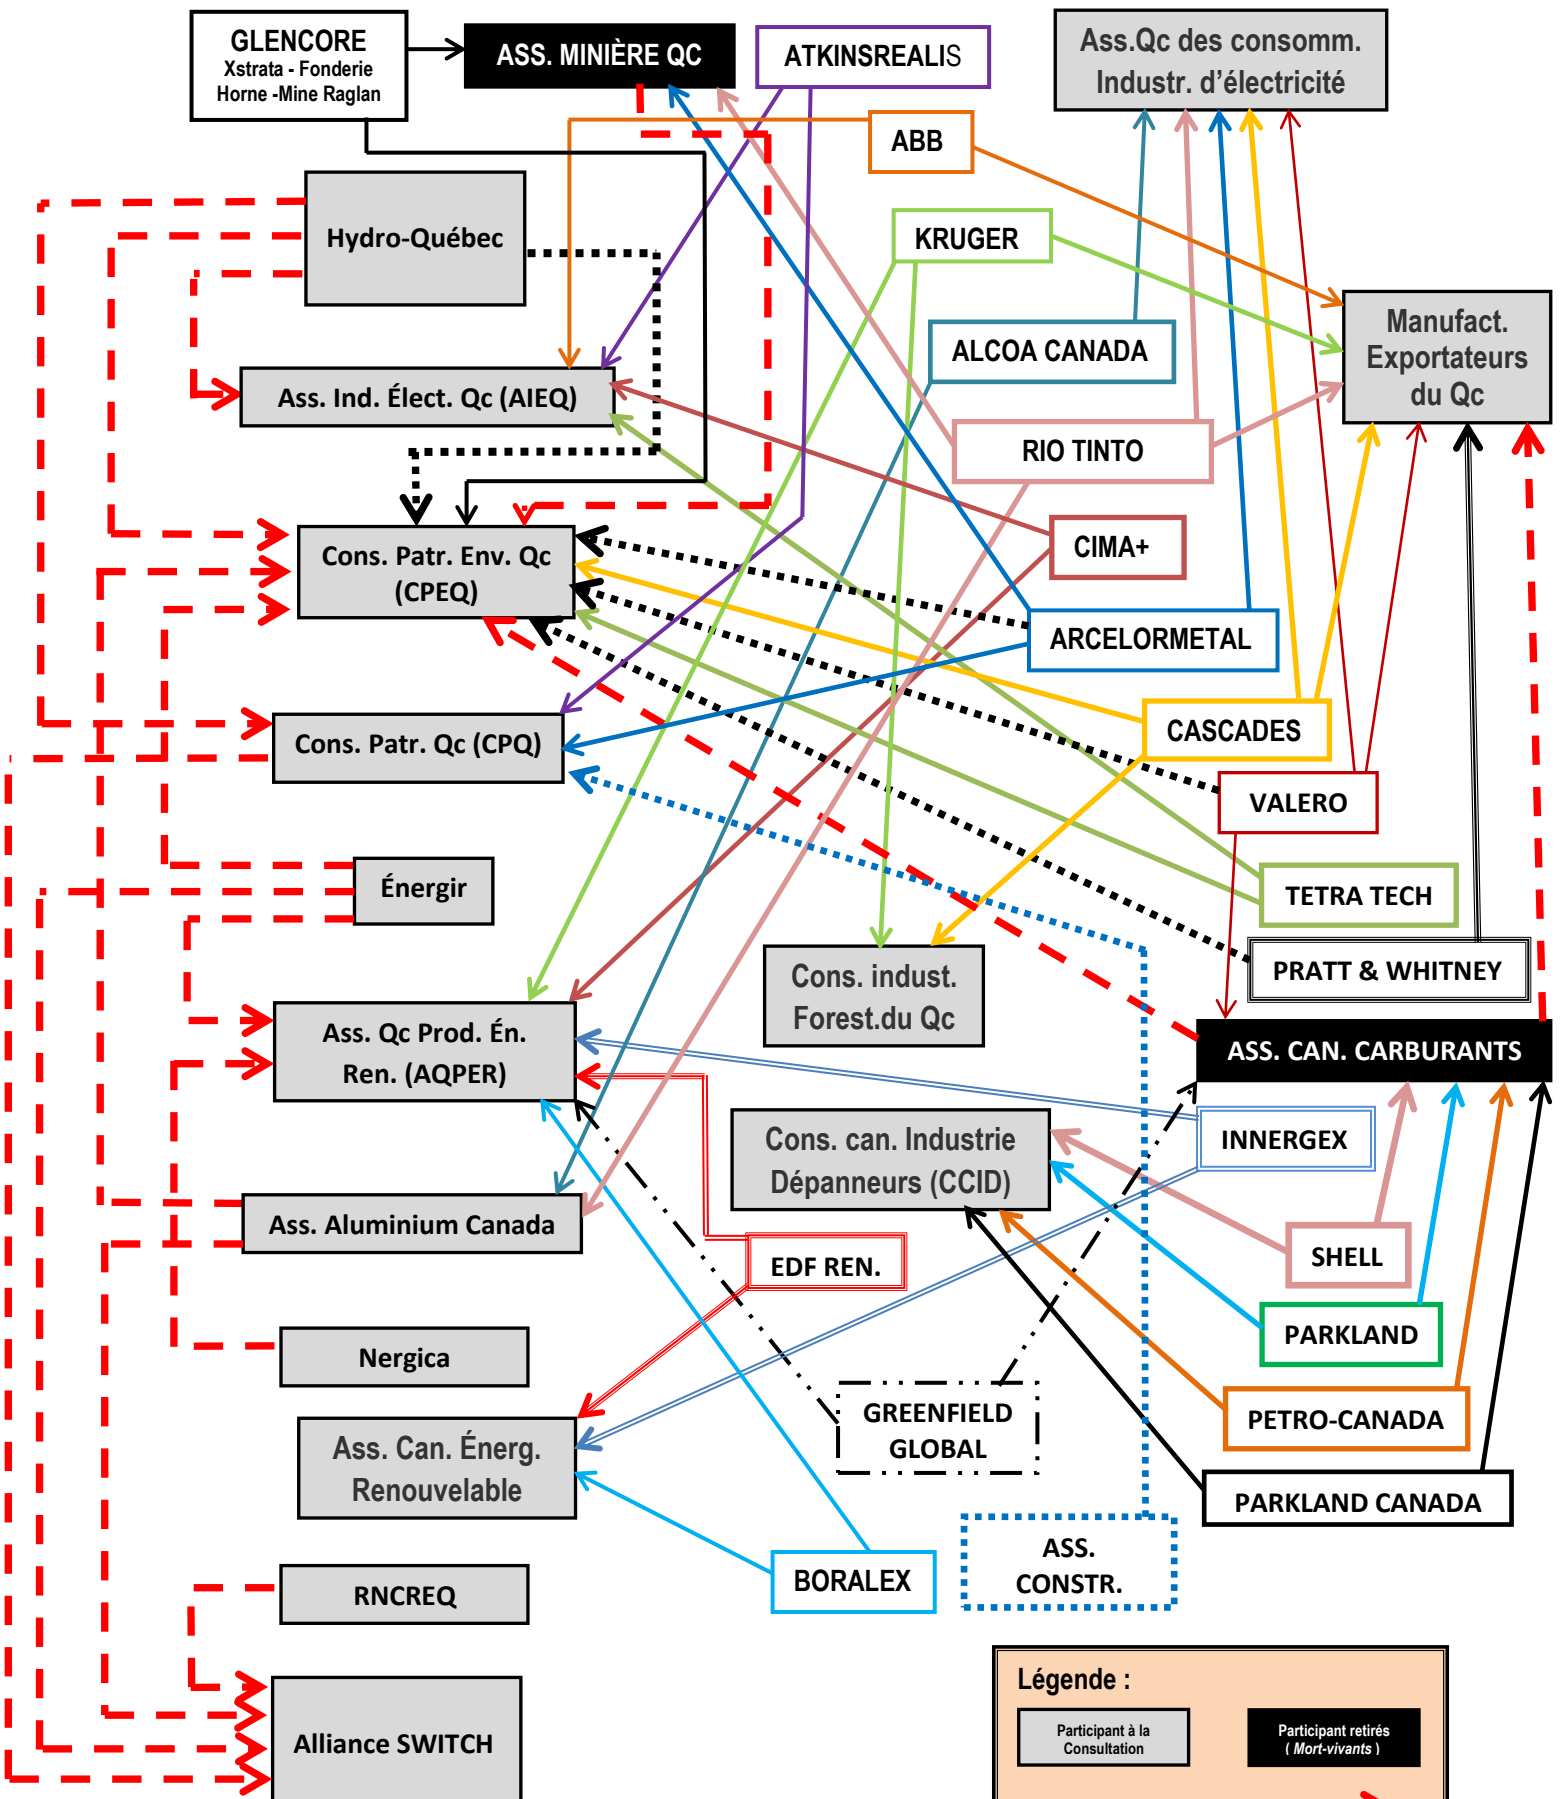 GLENCORE
Xstrata - Fonderie
Horne -Mine Raglan
ASS. MINIÈRE QC
ATKINSREALIS
Ass.Qc des consomm.
Industr. d’électricité
ABB
Hydro-Québec
KRUGER
Manufact.
Exportateurs
du Qc
ALCOA CANADA
Ass. Ind. Élect. Qc (AIEQ)
RIO TINTO
Cons. Patr. Env. Qc
(CPEQ)
CIMA+
ARCELORMETAL
Cons. Patr. Qc (CPQ)
CASCADES
VALERO
Énergir
TETRA TECH
Cons. indust.
Forest.du Qc
PRATT & WHITNEY
Ass. Qc Prod. Én.
Ren. (AQPER)
ASS. CAN. CARBURANTS
Cons. can. Industrie
Dépanneurs (CCID)
INNERGEX
Ass. Aluminium Canada
EDF REN.
SHELL
PARKLAND
Nergica
GREENFIELD
GLOBAL
PETRO-CANADA
Ass. Can. Énerg.
Renouvelable
PARKLAND CANADA
ASS.
CONSTR.
BORALEX
RNCREQ
Légende :
Participant à la
Consultation
Participant retirés
( Mort-vivants )
Alliance SWITCH